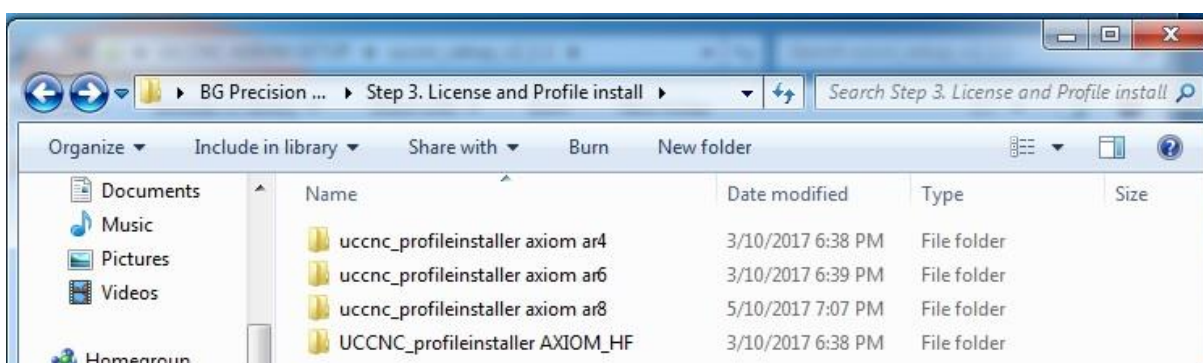 BG Precision ... Step 3. License and Profile install Search Step 3. License and Profile install
Organize Include in library Share with Burn New folder
Documents
Music
Pictures
Videos
Homegroup
Name Date modified Type Size
uccnc_profileinstaller axiom ar4 3/10/2017 6:38 PM File folder
uccnc_profileinstaller axiom ar6 3/10/2017 6:39 PM File folder
uccnc_profileinstaller axiom ar8 5/10/2017 7:07 PM File folder
UCCNC_profileinstaller AXIOM_HF 3/10/2017 6:38 PM File folder